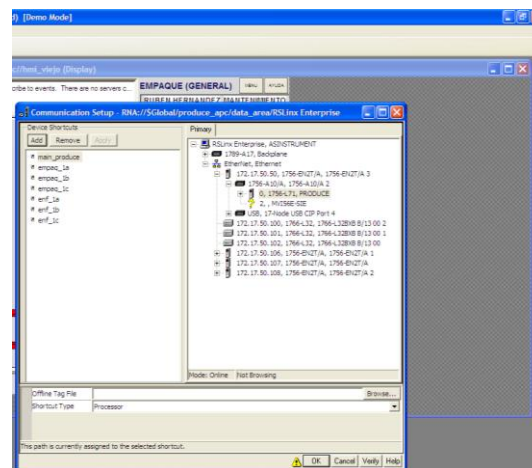 ) [Demo Mode]
://hmi_viejo (Display)
cribe to events. There are no servers c...
EMPAQUE (GENERAL)
MENU
AYUDA
RUBEN HERNANDEZ MANTENIMIENTO
Communication Setup - RNA://$Global/produce_apc/data_area/RSLinx Enterprise
Device Shortcuts
Add
Remove
Apply
main_produce
empaq_1a
empaq_1b
empaq_1c
enf_1a
enf_1b
enf_1c
Primary
RSLinx Enterprise, ASINSTRUMENT
1789-A17, Backplane
EtherNet, Ethernet
172.17.50.50, 1756-EN2T/A, 1756-EN2T/A 3
1756-A10/A, 1756-A10/A 2
0, 1756-L71, PRODUCE
2, , MVI56E-SIE
USB, 17-Node USB CIP Port 4
172.17.50.100, 1766-L32, 1766-L32BXB B/13 00 2
172.17.50.101, 1766-L32, 1766-L32BXB B/13 00 1
172.17.50.102, 1766-L32, 1766-L32BXB B/13 00
172.17.50.106, 1756-EN2T/A, 1756-EN2T/A 1
172.17.50.107, 1756-EN2T/A, 1756-EN2T/A
172.17.50.108, 1756-EN2T/A, 1756-EN2T/A 2
Mode: Online
Not Browsing
Offline Tag File
Browse...
Shortcut Type
Processor
This path is currently assigned to the selected shortcut.
OK
Cancel
Verify
Help